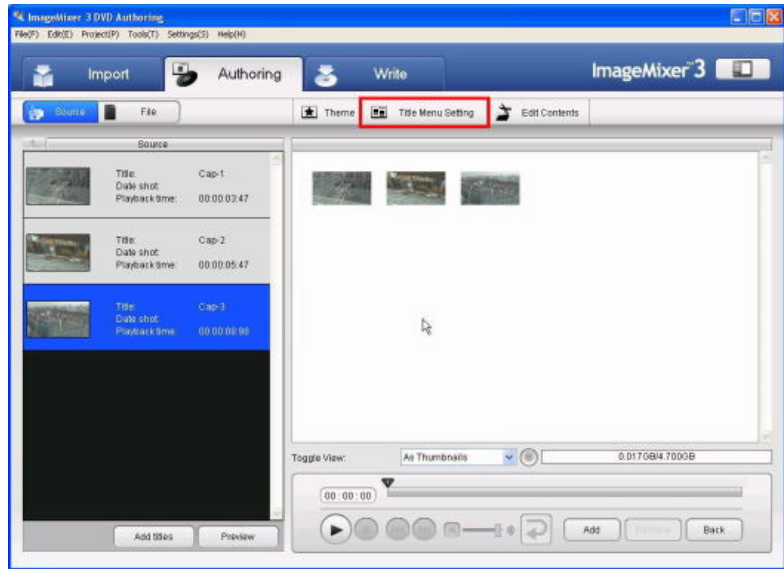 ImageMixer 3 DVD Authoring
File(F) Edit(E) Project(P) Tools(T) Settings(S) Help(H)
Import Authoring Write ImageMixer™3
Source File Theme Title Menu Setting Edit Contents
Source
Title: Cap-1
Date shot:
Playback time: 00:00:03:47
Title: Cap-2
Date shot:
Playback time: 00:00:05:47
Title: Cap-3
Date shot:
Playback time:
Toggle View: As Thumbnails 0.017GB/4.700GB
00:00:00
Add titles Preview Add Remove Back